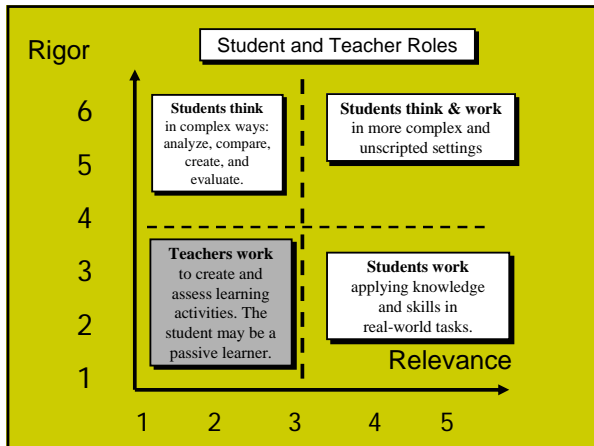 Student and Teacher Roles
Rigor
6
5
4
3
2
1
Students think
in complex ways:
analyze, compare,
create, and
evaluate.
Students think & work
in more complex and
unscripted settings
Teachers work
to create and
assess learning
activities. The
student may be a
passive learner.
Students work
applying knowledge
and skills in
real-world tasks.
Relevance
1 2 3 4 5